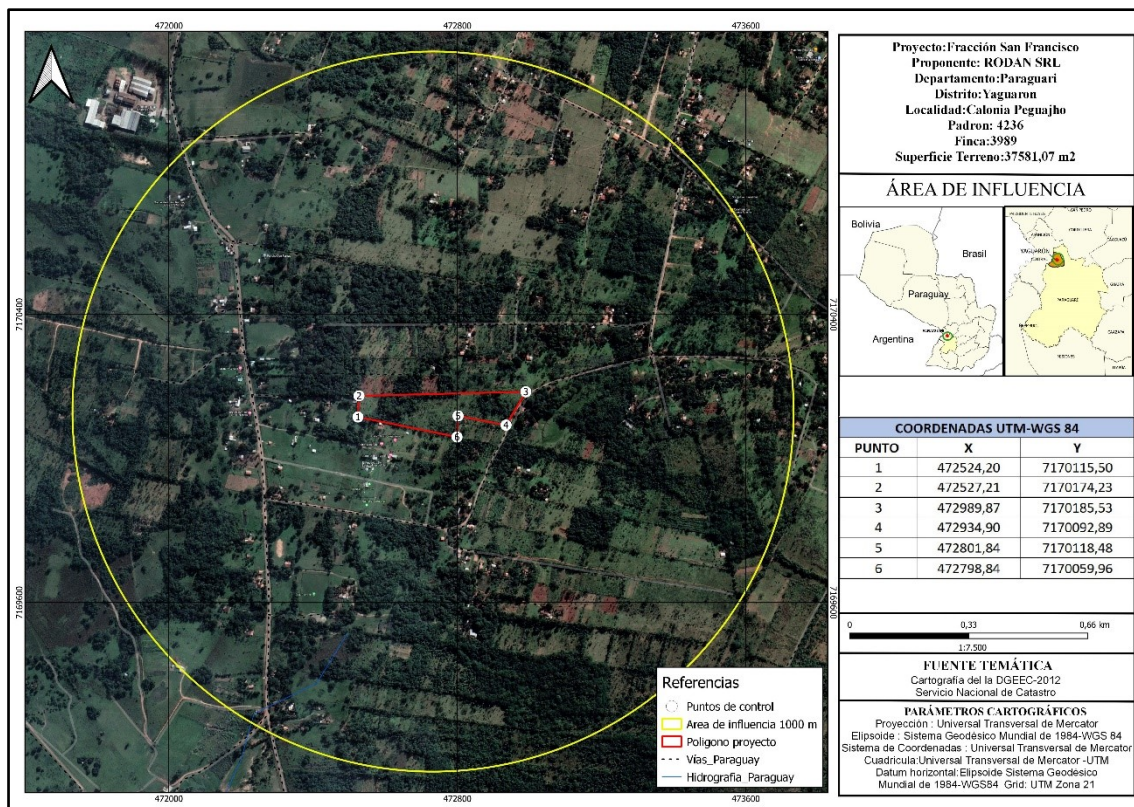 472000 472800 473600
7170400 7170400
7169600 7169600
472000 472800 473600
2
1
3
5
4
6
Referencias
Puntos de control
Area de influencia 1000 m
Poligono proyecto
Vías_Paraguay
Hidrografia_Paraguay
Proyecto:Fracción San Francisco
Proponente: RODAN SRL
Departamento:Paraguari
Distrito:Yaguaron
Localidad:Calonia Peguajho
Padron: 4236
Finca:3989
Superficie Terreno:37581,07 m2
ÁREA DE INFLUENCIA
Bolivia
Brasil
Paraguay
Argentina
SAN PEDRO
YAGUARÓN
PARAGUARI
COORDENADAS UTM-WGS 84
PUNTO X Y
1 472524,20 7170115,50
2 472527,21 7170174,23
3 472989,87 7170185,53
4 472934,90 7170092,89
5 472801,84 7170118,48
6 472798,84 7170059,96
0 0,33 0,66 km
1:7.500
FUENTE TEMÁTICA
Cartografía del la DGEEC-2012
Servicio Nacional de Catastro
PARÁMETROS CARTOGRÁFICOS
Proyección : Universal Transversal de Mercator
Elipsoide : Sistema Geodésico Mundial de 1984-WGS 84
Sistema de Coordenadas : Universal Transversal de Mercator
Cuadricula:Universal Transversal de Mercator -UTM
Datum horizontal:Elipsoide Sistema Geodésico
Mundial de 1984-WGS84 Grid: UTM Zona 21